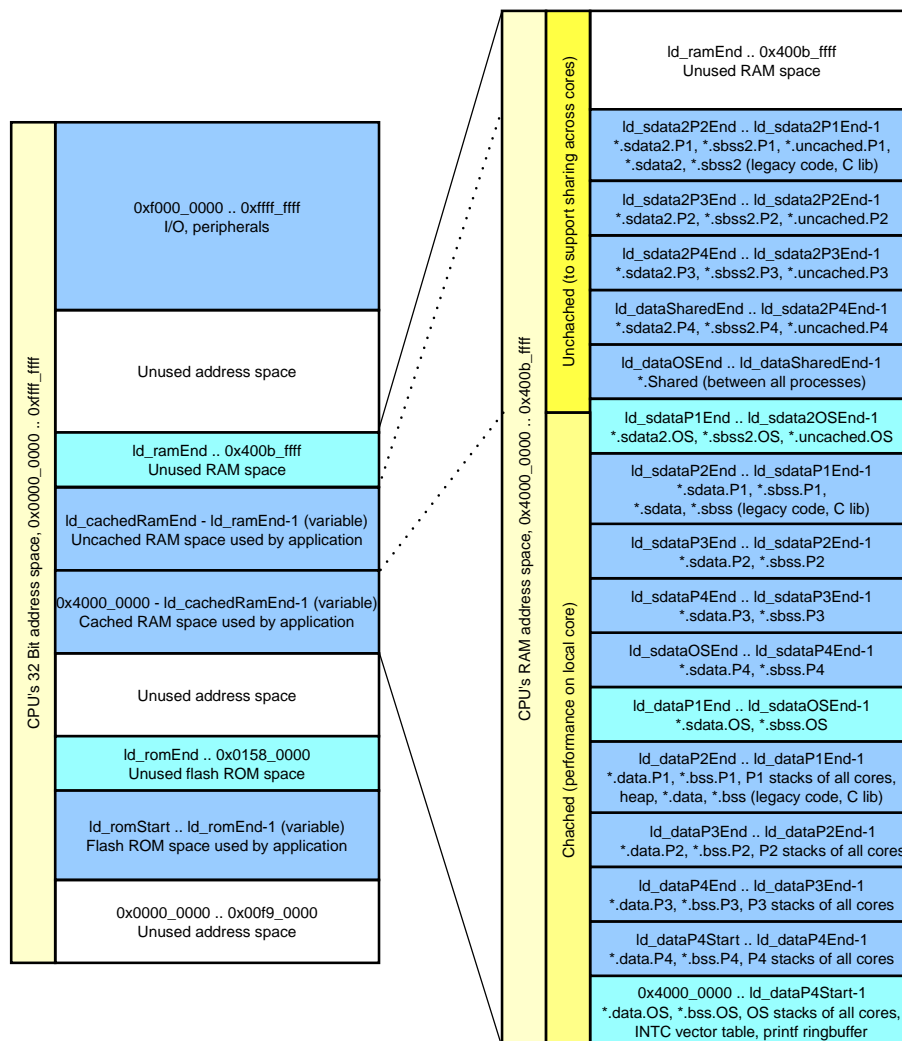 CPU's 32 Bit address space, 0x0000_0000 .. 0xffff_ffff
0xf000_0000 .. 0xffff_ffff
I/O, peripherals
Unused address space
ld_ramEnd .. 0x400b_ffff
Unused RAM space
ld_cachedRamEnd - ld_ramEnd-1 (variable)
Uncached RAM space used by application
0x4000_0000 - ld_cachedRamEnd-1 (variable)
Cached RAM space used by application
Unused address space
ld_romEnd .. 0x0158_0000
Unused flash ROM space
ld_romStart .. ld_romEnd-1 (variable)
Flash ROM space used by application
0x0000_0000 .. 0x00f9_0000
Unused address space
CPU's RAM address space, 0x4000_0000 .. 0x400b_ffff
Unchached (to support sharing across cores)
Chached (performance on local core)
ld_ramEnd .. 0x400b_ffff
Unused RAM space
ld_sdata2P2End .. ld_sdata2P1End-1
*.sdata2.P1, *.sbss2.P1, *.uncached.P1,
*.sdata2, *.sbss2 (legacy code, C lib)
ld_sdata2P3End .. ld_sdata2P2End-1
*.sdata2.P2, *.sbss2.P2, *.uncached.P2
ld_sdata2P4End .. ld_sdata2P3End-1
*.sdata2.P3, *.sbss2.P3, *.uncached.P3
ld_dataSharedEnd .. ld_sdata2P4End-1
*.sdata2.P4, *.sbss2.P4, *.uncached.P4
ld_dataOSEnd .. ld_dataSharedEnd-1
*.Shared (between all processes)
ld_sdataP1End .. ld_sdata2OSEnd-1
*.sdata2.OS, *.sbss2.OS, *.uncached.OS
ld_sdataP2End .. ld_sdataP1End-1
*.sdata.P1, *.sbss.P1,
*.sdata, *.sbss (legacy code, C lib)
ld_sdataP3End .. ld_sdataP2End-1
*.sdata.P2, *.sbss.P2
ld_sdataP4End .. ld_sdataP3End-1
*.sdata.P3, *.sbss.P3
ld_sdataOSEnd .. ld_sdataP4End-1
*.sdata.P4, *.sbss.P4
ld_dataP1End .. ld_sdataOSEnd-1
*.sdata.OS, *.sbss.OS
ld_dataP2End .. ld_dataP1End-1
*.data.P1, *.bss.P1, P1 stacks of all cores,
heap, *.data, *.bss (legacy code, C lib)
ld_dataP3End .. ld_dataP2End-1
*.data.P2, *.bss.P2, P2 stacks of all cores
ld_dataP4End .. ld_dataP3End-1
*.data.P3, *.bss.P3, P3 stacks of all cores
ld_dataP4Start .. ld_dataP4End-1
*.data.P4, *.bss.P4, P4 stacks of all cores
0x4000_0000 .. ld_dataP4Start-1
*.data.OS, *.bss.OS, OS stacks of all cores,
INTC vector table, printf ringbuffer